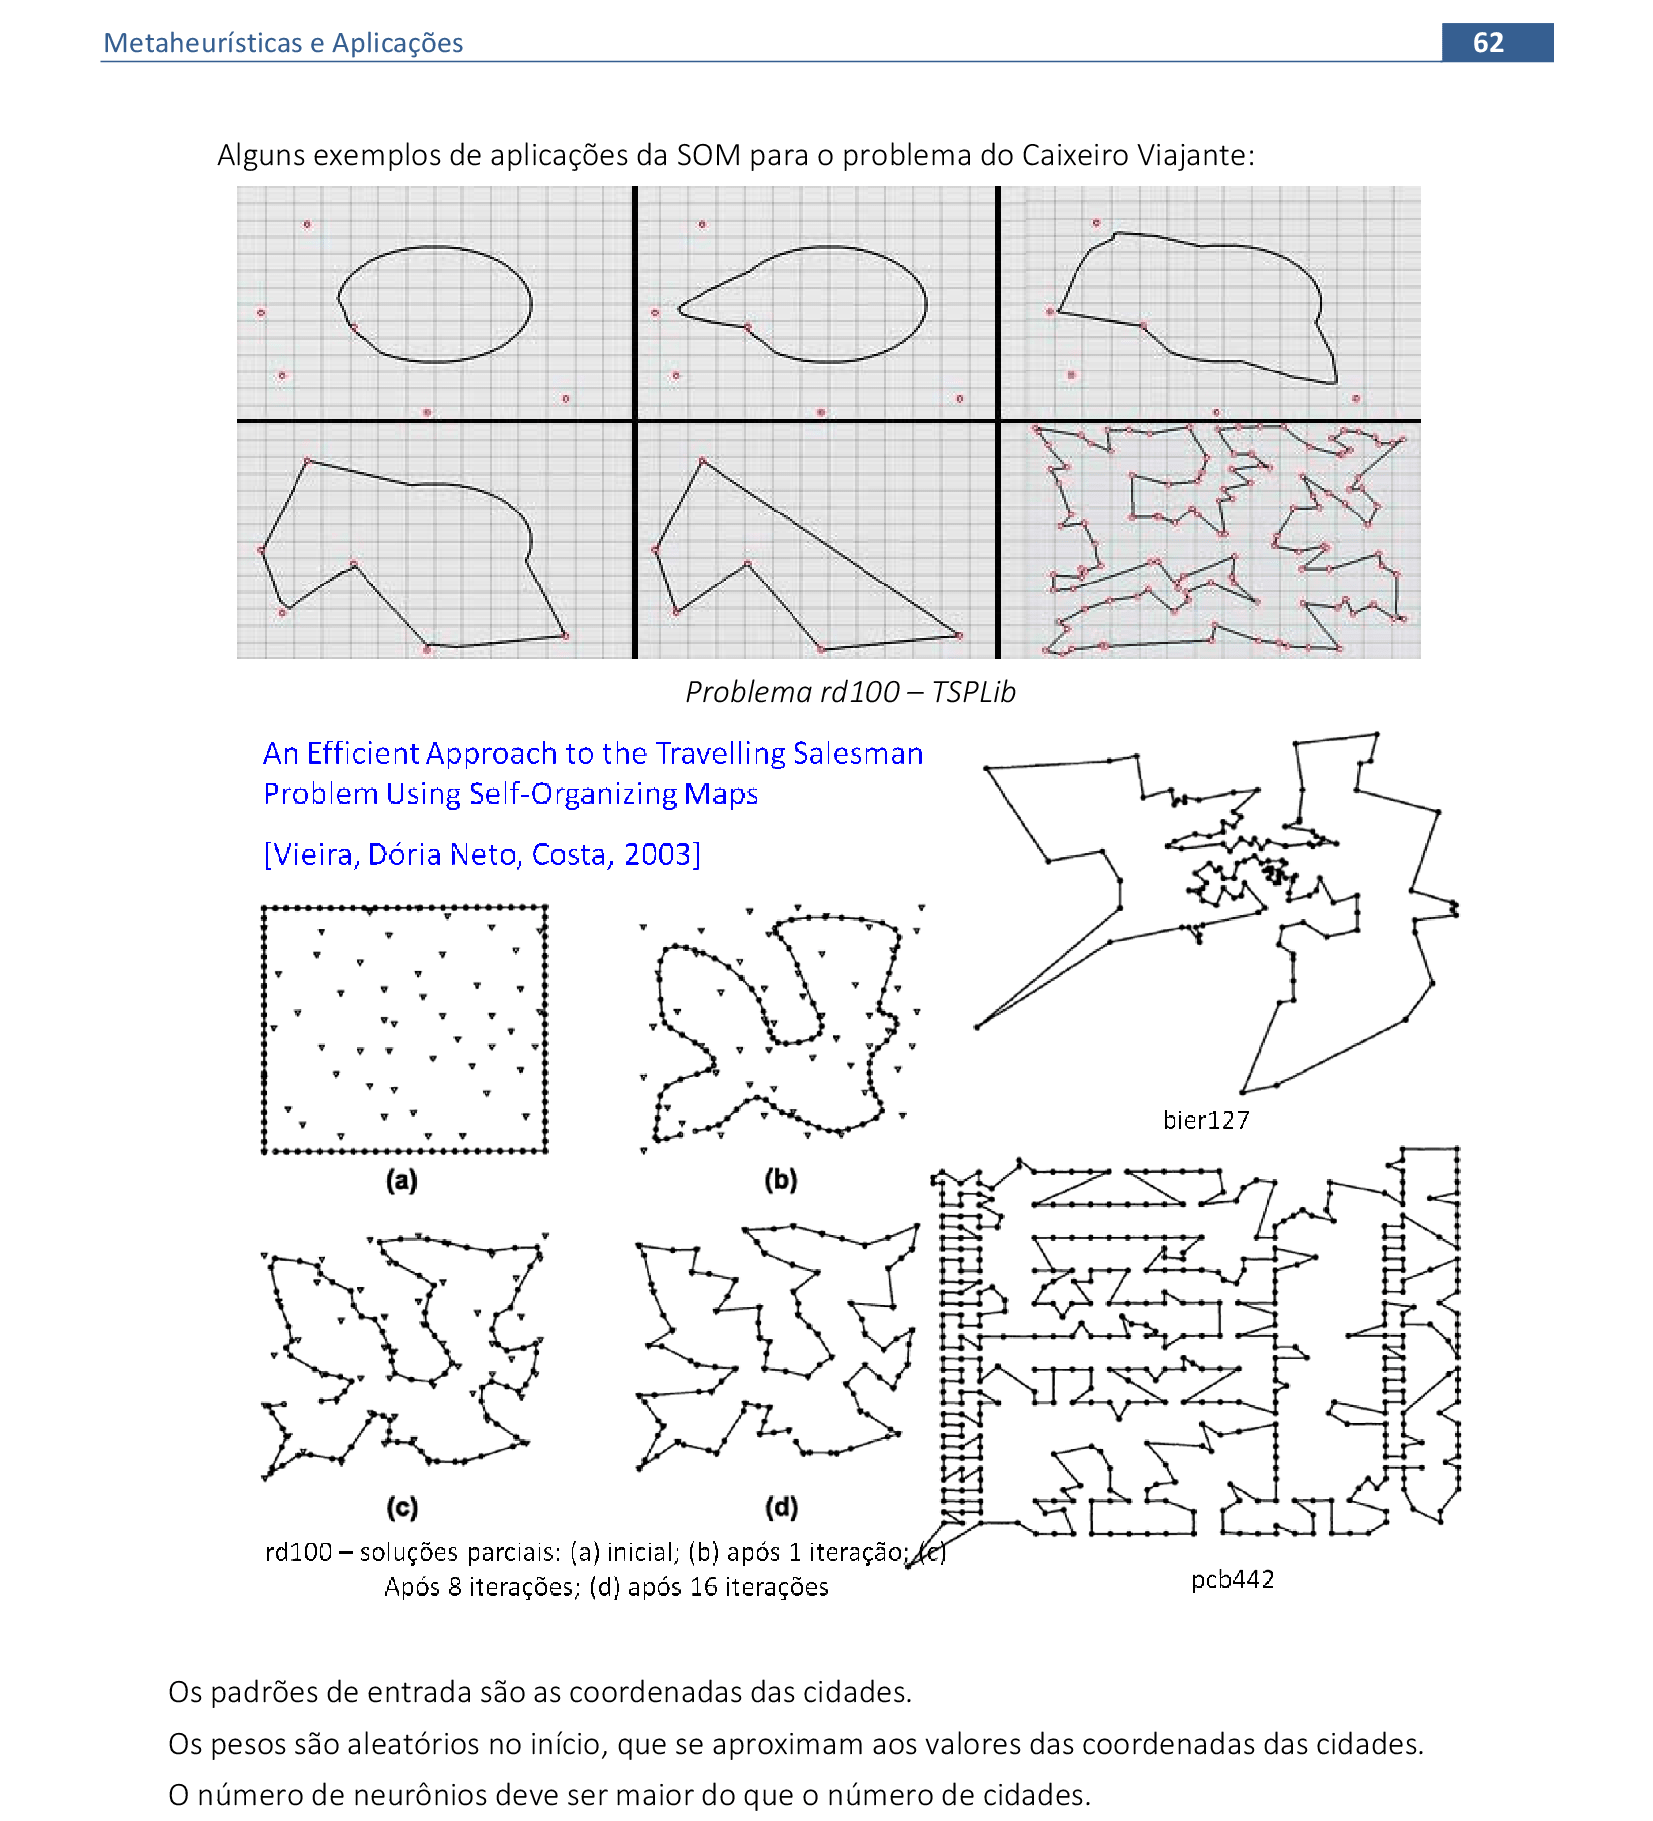 Metaheurísticas e Aplicações
62
Alguns exemplos de aplicações da SOM para o problema do Caixeiro Viajante:
Problema rd100 – TSPLib
An Efficient Approach to the Travelling Salesman
Problem Using Self-Organizing Maps
[Vieira, Dória Neto, Costa, 2003]
(a)
(b)
bier127
(c)
(d)
rd100 – soluções parciais: (a) inicial; (b) após 1 iteração; (c)
Após 8 iterações; (d) após 16 iterações
pcb442
Os padrões de entrada são as coordenadas das cidades.
Os pesos são aleatórios no início, que se aproximam aos valores das coordenadas das cidades.
O número de neurônios deve ser maior do que o número de cidades.